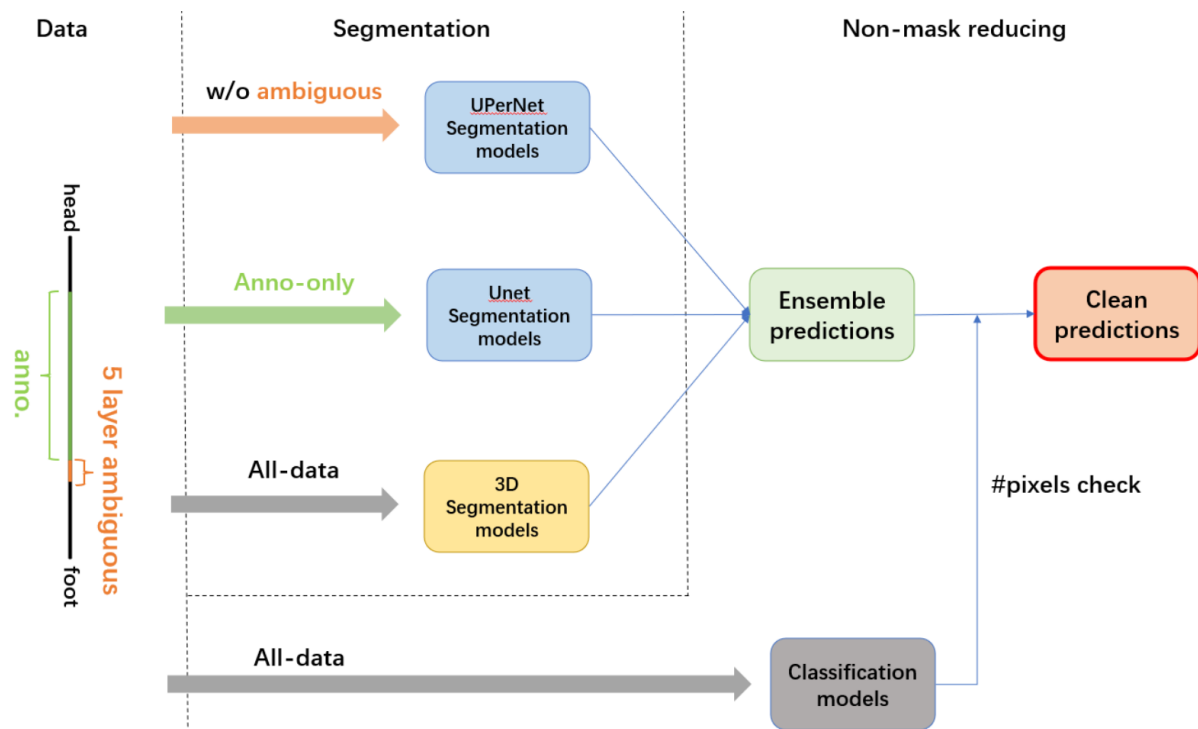 Data
Segmentation
Non-mask reducing
w/o ambiguous
UPerNet
Segmentation
models
head
Anno-only
Unet
Segmentation
models
Ensemble
predictions
Clean
predictions
anno.
5 layer ambiguous
All-data
3D
Segmentation
models
#pixels check
foot
All-data
Classification
models